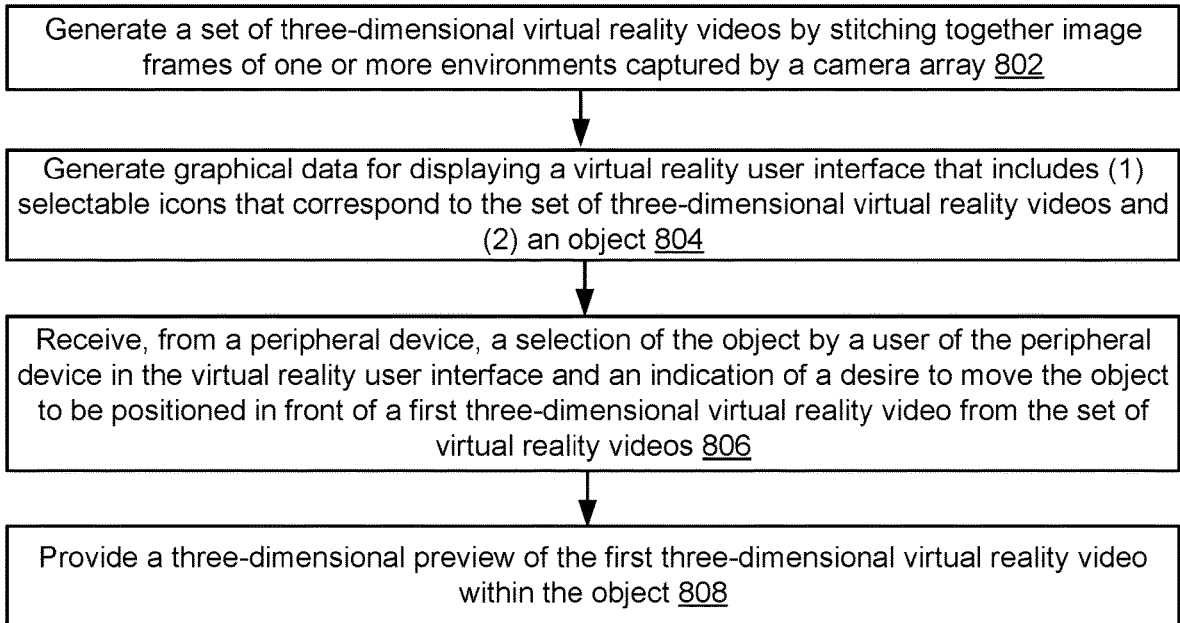 Generate a set of three-dimensional virtual reality videos by stitching together image
frames of one or more environments captured by a camera array 802
Generate graphical data for displaying a virtual reality user interface that includes (1)
selectable icons that correspond to the set of three-dimensional virtual reality videos and
(2) an object 804
Receive, from a peripheral device, a selection of the object by a user of the peripheral
device in the virtual reality user interface and an indication of a desire to move the object
to be positioned in front of a first three-dimensional virtual reality video from the set of
virtual reality videos 806
Provide a three-dimensional preview of the first three-dimensional virtual reality video
within the object 808